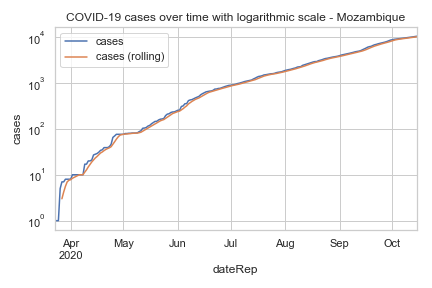 COVID-19 cases over time with logarithmic scale - Mozambique
cases
cases (rolling)
10⁴
10³
10²
10¹
10⁰
cases
Apr
2020
May
Jun
Jul
Aug
Sep
Oct
dateRep